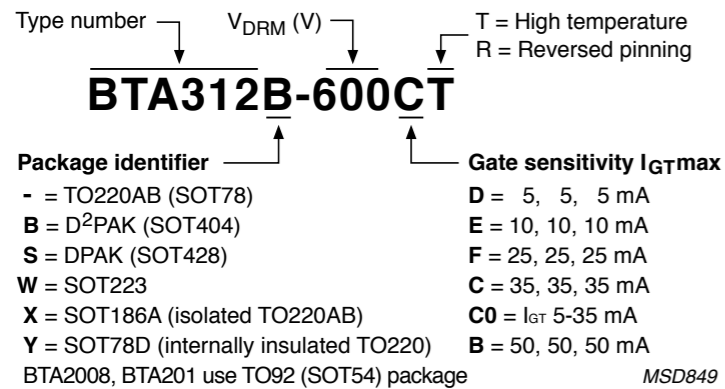 Type number
V_DRM (V)
T = High temperature
R = Reversed pinning
BTA312B-600CT
Package identifier
- = TO220AB (SOT78)
B = D²PAK (SOT404)
S = DPAK (SOT428)
W = SOT223
X = SOT186A (isolated TO220AB)
Y = SOT78D (internally insulated TO220)
BTA2008, BTA201 use TO92 (SOT54) package
Gate sensitivity I_GTmax
D = 5, 5, 5 mA
E = 10, 10, 10 mA
F = 25, 25, 25 mA
C = 35, 35, 35 mA
C0 = I_GT 5-35 mA
B = 50, 50, 50 mA
MSD849